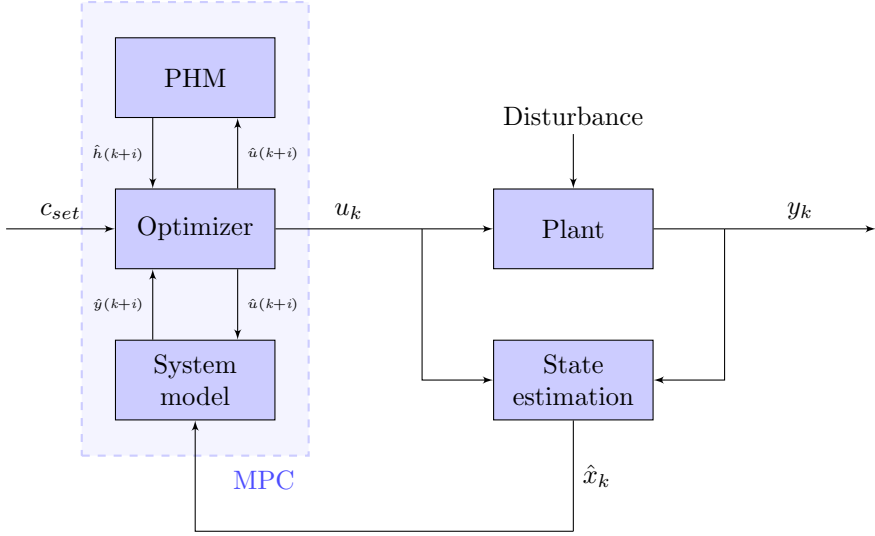 PHM
Disturbance
ĥ(k+i)
û(k+i)
c_set
Optimizer
u_k
Plant
y_k
ŷ(k+i)
û(k+i)
System
model
State
estimation
MPC
x̂_k